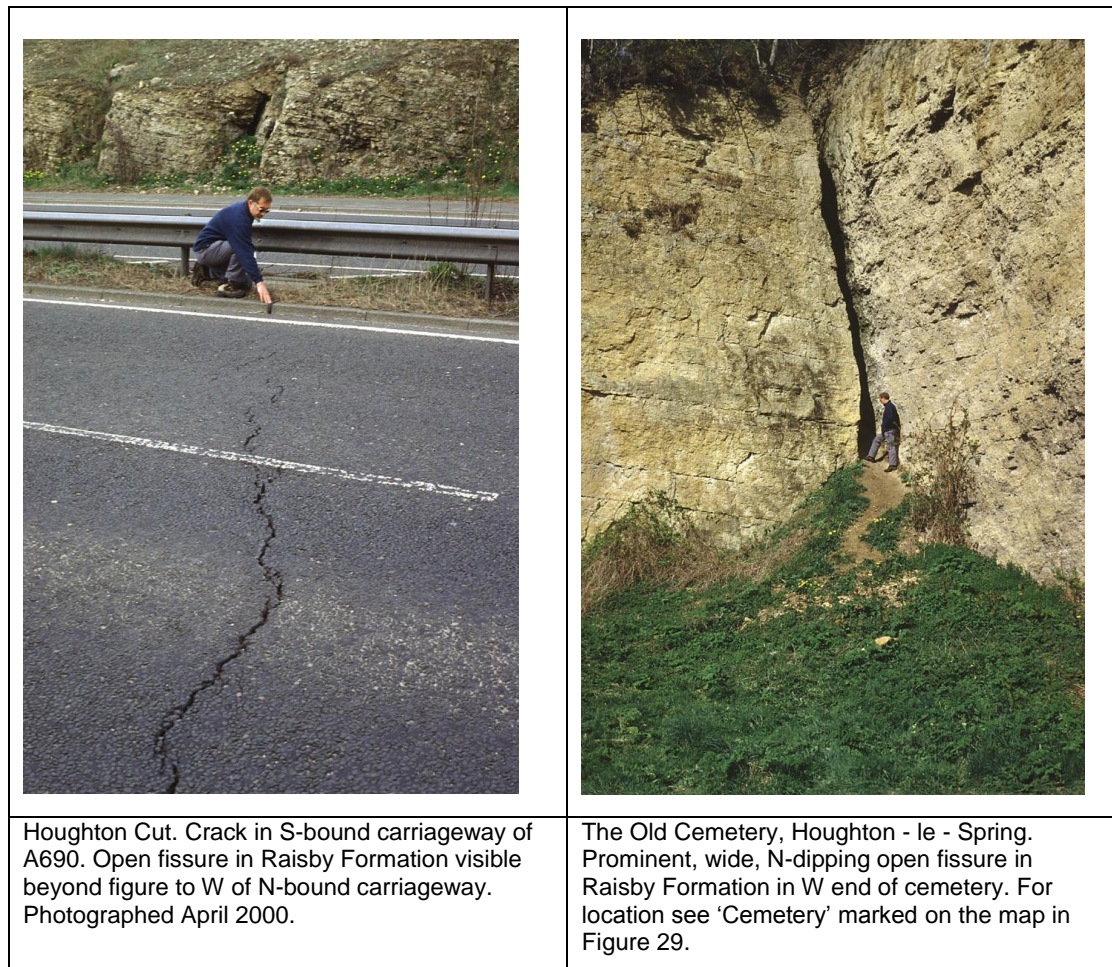 Houghton Cut. Crack in S-bound carriageway of
A690. Open fissure in Raisby Formation visible
beyond figure to W of N-bound carriageway.
Photographed April 2000.
The Old Cemetery, Houghton - le - Spring.
Prominent, wide, N-dipping open fissure in
Raisby Formation in W end of cemetery. For
location see ‘Cemetery’ marked on the map in
Figure 29.